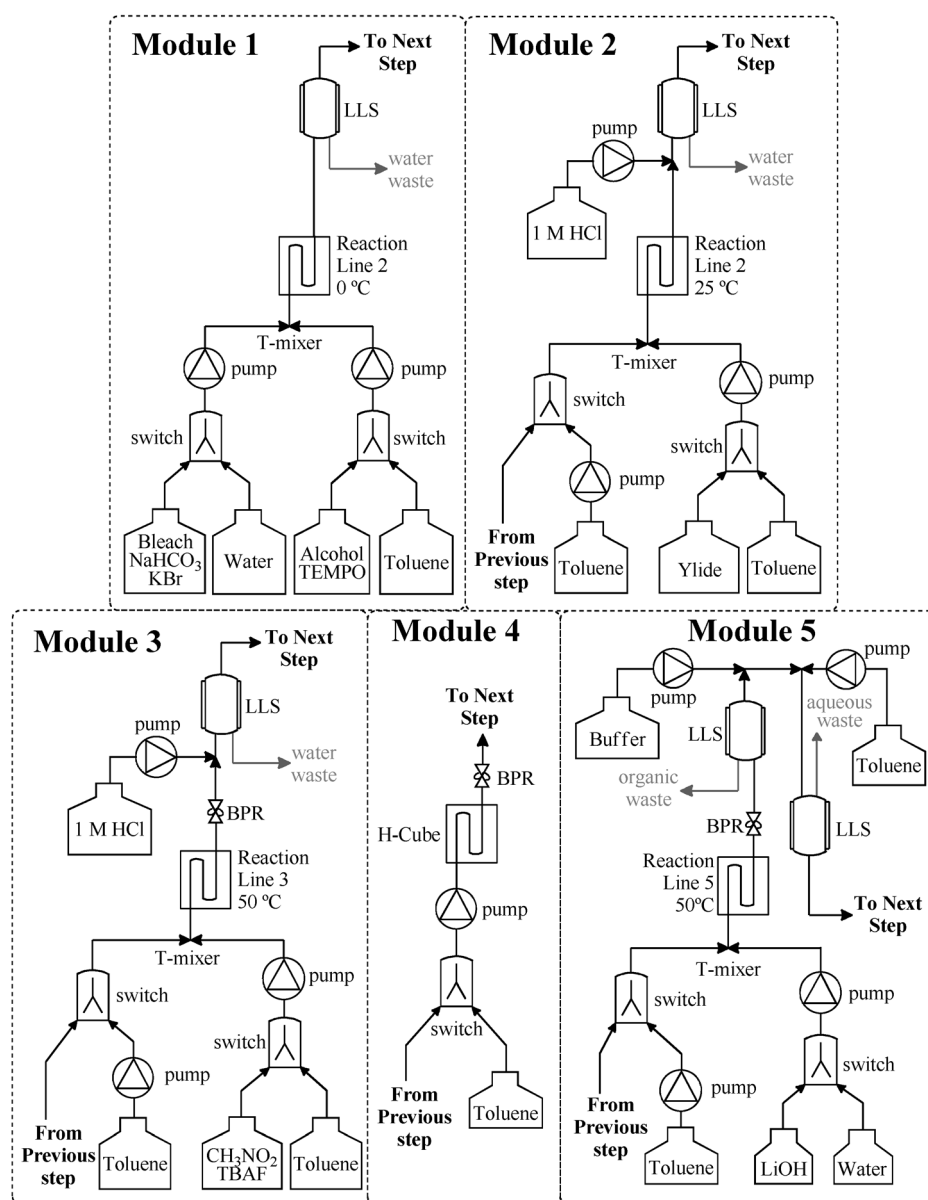 Module 1
To Next
Step
LLS
water
waste
Reaction
Line 2
0 ºC
T-mixer
pump
pump
switch
switch
Bleach
NaHCO3
KBr
Water
Alcohol
TEMPO
Toluene
Module 2
To Next
Step
LLS
pump
water
waste
1 M HCl
Reaction
Line 2
25 ºC
T-mixer
pump
switch
switch
pump
From
Previous
step
Toluene
Ylide
Toluene
Module 3
To Next
Step
LLS
pump
water
waste
BPR
1 M HCl
Reaction
Line 3
50 ºC
T-mixer
pump
switch
switch
pump
From
Previous
step
Toluene
CH3NO2
TBAF
Toluene
Module 4
To Next
Step
BPR
H-Cube
pump
switch
From
Previous
step
Toluene
Module 5
pump
pump
Buffer
LLS
aqueous
waste
Toluene
organic
waste
BPR
LLS
Reaction
Line 5
50ºC
To Next
Step
T-mixer
pump
switch
switch
pump
From
Previous
step
Toluene
LiOH
Water